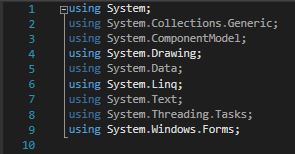 1 using System;
2 using System.Collections.Generic;
3 using System.ComponentModel;
4 using System.Drawing;
5 using System.Data;
6 using System.Linq;
7 using System.Text;
8 using System.Threading.Tasks;
9 using System.Windows.Forms;
10